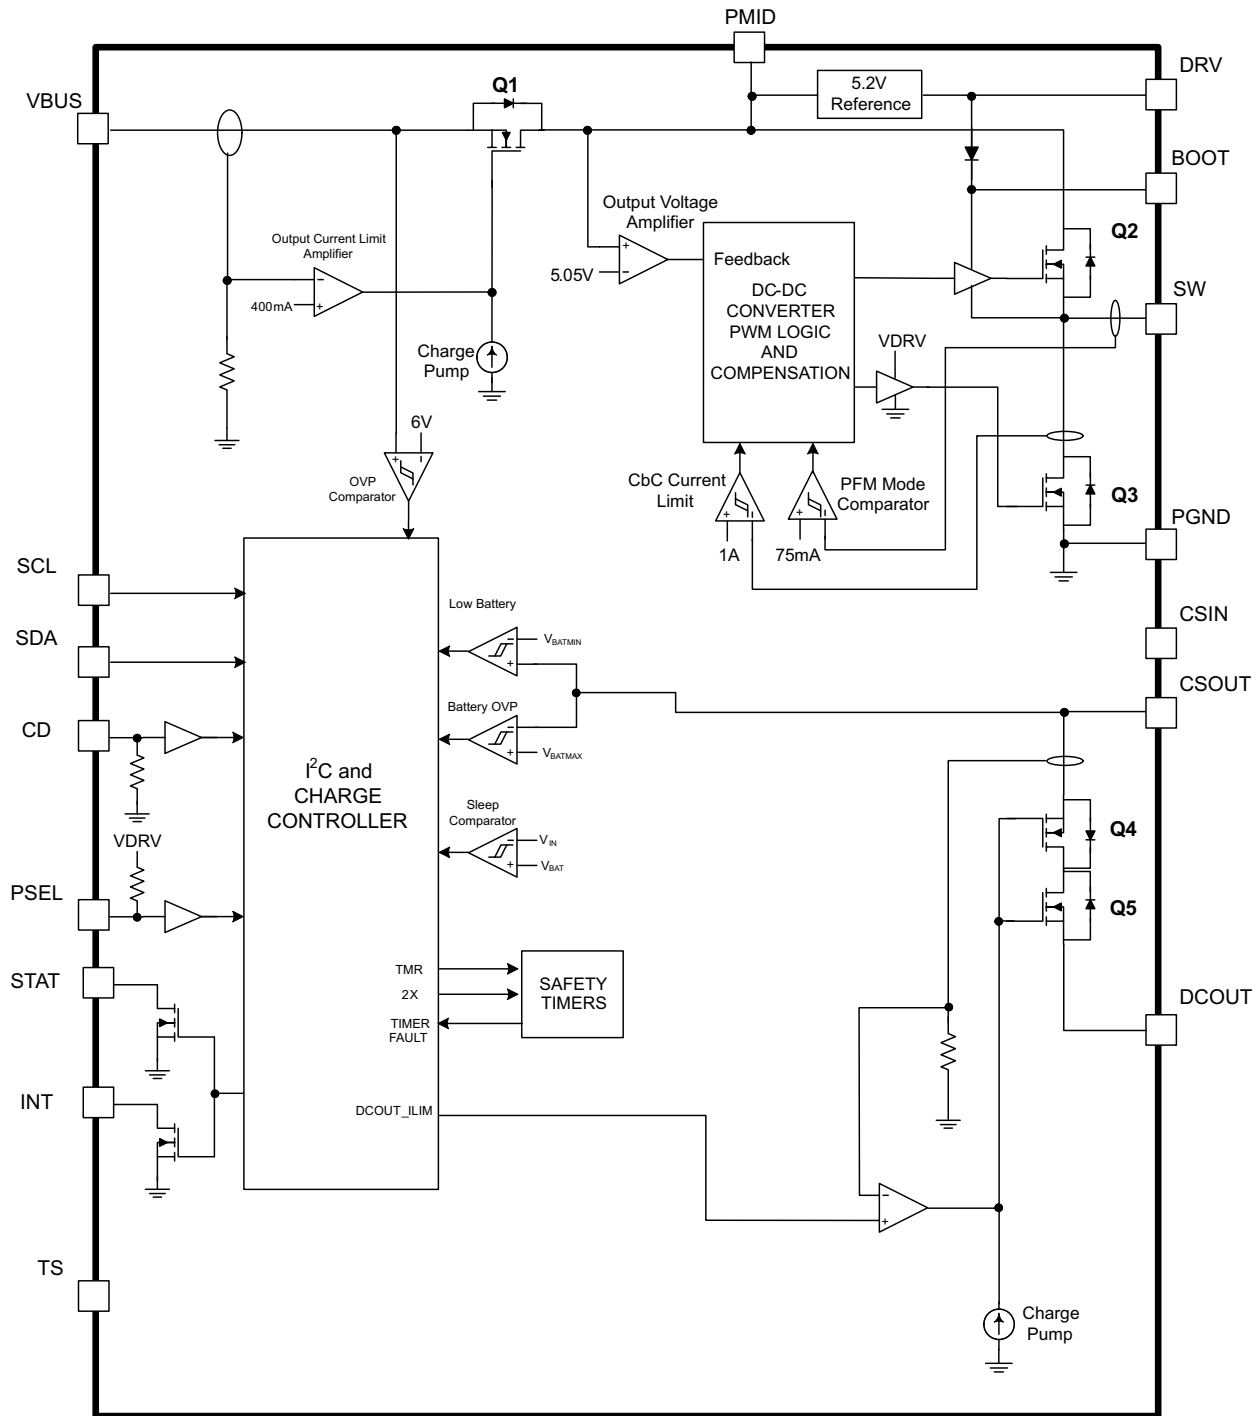 PMID
DRV
VBUS
Q1
5.2V
Reference
BOOT
Output Voltage
Amplifier
Q2
Output Current Limit
Amplifier
+
−
5.05V
Feedback
DC-DC
CONVERTER
PWM LOGIC
AND
COMPENSATION
SW
−
+
400mA
Charge
Pump
VDRV
6V
+
−
OVP
Comparator
CbC Current
Limit
PFM Mode
Comparator
Q3
+
−
+
−
1A
75mA
PGND
SCL
Low Battery
CSIN
SDA
−
+
VBATMIN
CSOUT
CD
Battery OVP
−
+
VBATMAX
I2C and
CHARGE
CONTROLLER
Sleep
Comparator
−
+
VIN
VBAT
Q4
VDRV
PSEL
Q5
STAT
TMR
2X
TIMER
FAULT
SAFETY
TIMERS
DCOUT
INT
DCOUT_ILIM
−
+
TS
Charge
Pump